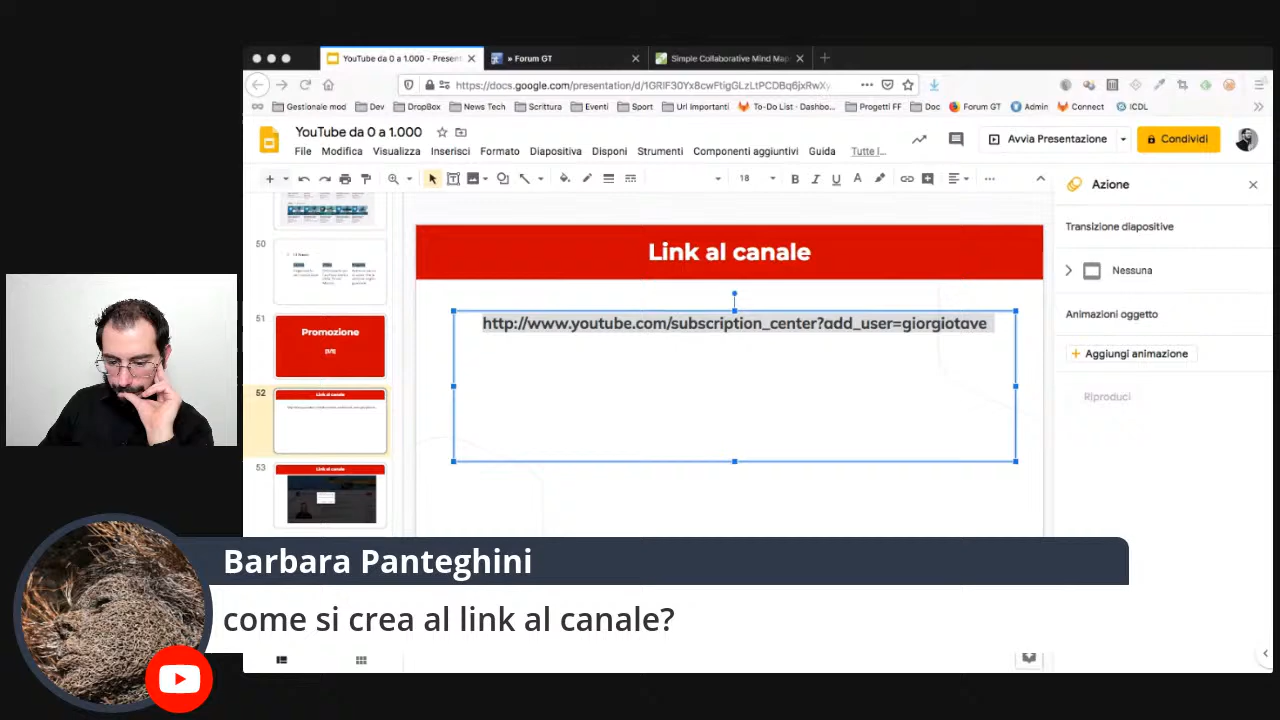 YouTube da 0 a 1.000 - Present
» Forum GT
Simple Collaborative Mind Map
https://docs.google.com/presentation/d/1GRIF30Yx8cwFtigGLzLtPCDBq6jxRwXy
Gestionale mod
Dev
DropBox
News Tech
Scrittura
Eventi
Sport
Url Importanti
To-Do List - Dashbo...
Progetti FF
Doc
Forum GT
Admin
Connect
ICDL
YouTube da 0 a 1.000
File Modifica Visualizza Inserisci Formato Diapositiva Disponi Strumenti Componenti aggiuntivi Guida Tutte l...
Avvia Presentazione
Condividi
18
B I U A
Azione
Transizione diapositive
Nessuna
Animazioni oggetto
+ Aggiungi animazione
Riproduci
50
51
Promozione
52
Link al canale
53
Link al canale
Link al canale
http://www.youtube.com/subscription_center?add_user=giorgiotave
Barbara Panteghini
come si crea al link al canale?